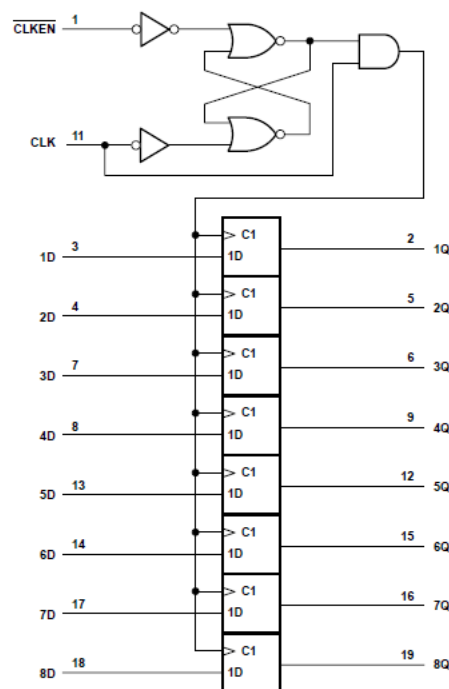 CLKEN 1
CLK 11
C1
1D 3 1D 2 1Q
C1
2D 4 1D 5 2Q
C1
3D 7 1D 6 3Q
C1
4D 8 1D 9 4Q
C1
5D 13 1D 12 5Q
C1
6D 14 1D 15 6Q
C1
7D 17 1D 16 7Q
C1
8D 18 1D 19 8Q